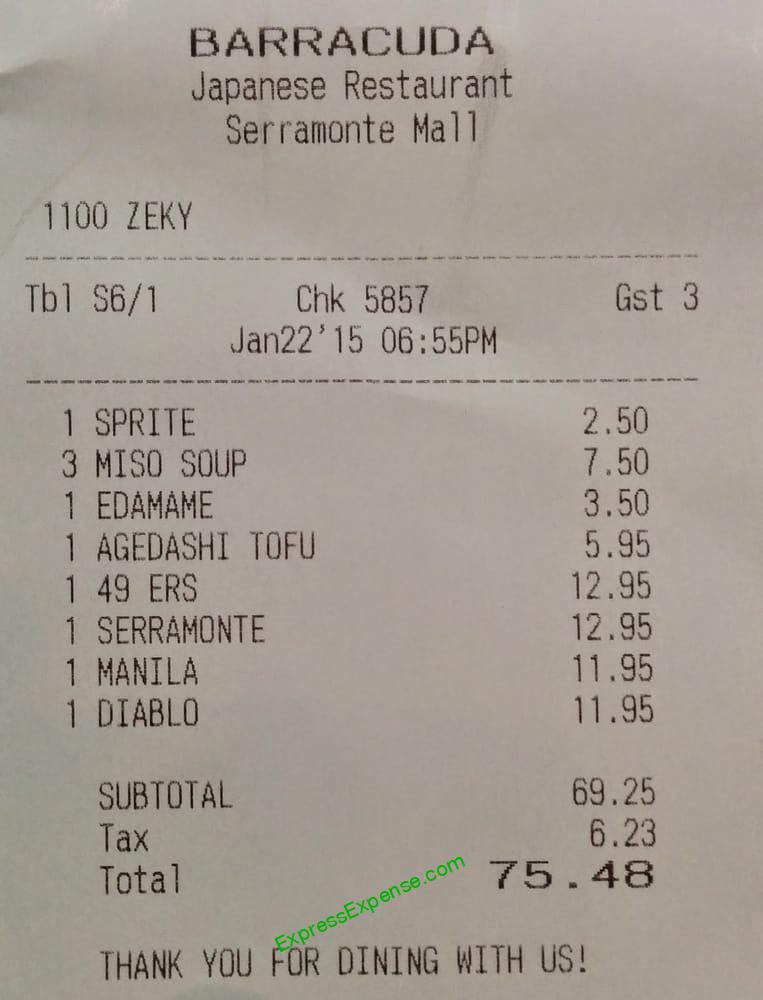 BARRACUDA
Japanese Restaurant
Serramonte Mall
1100 ZEKY
Tbl S6/1 Chk 5857 Gst 3
Jan22'15 06:55PM
1 SPRITE 2.50
3 MISO SOUP 7.50
1 EDAMAME 3.50
1 AGEDASHI TOFU 5.95
1 49 ERS 12.95
1 SERRAMONTE 12.95
1 MANILA 11.95
1 DIABLO 11.95
SUBTOTAL 69.25
Tax 6.23
Total 75.48
ExpressExpense.com
THANK YOU FOR DINING WITH US!